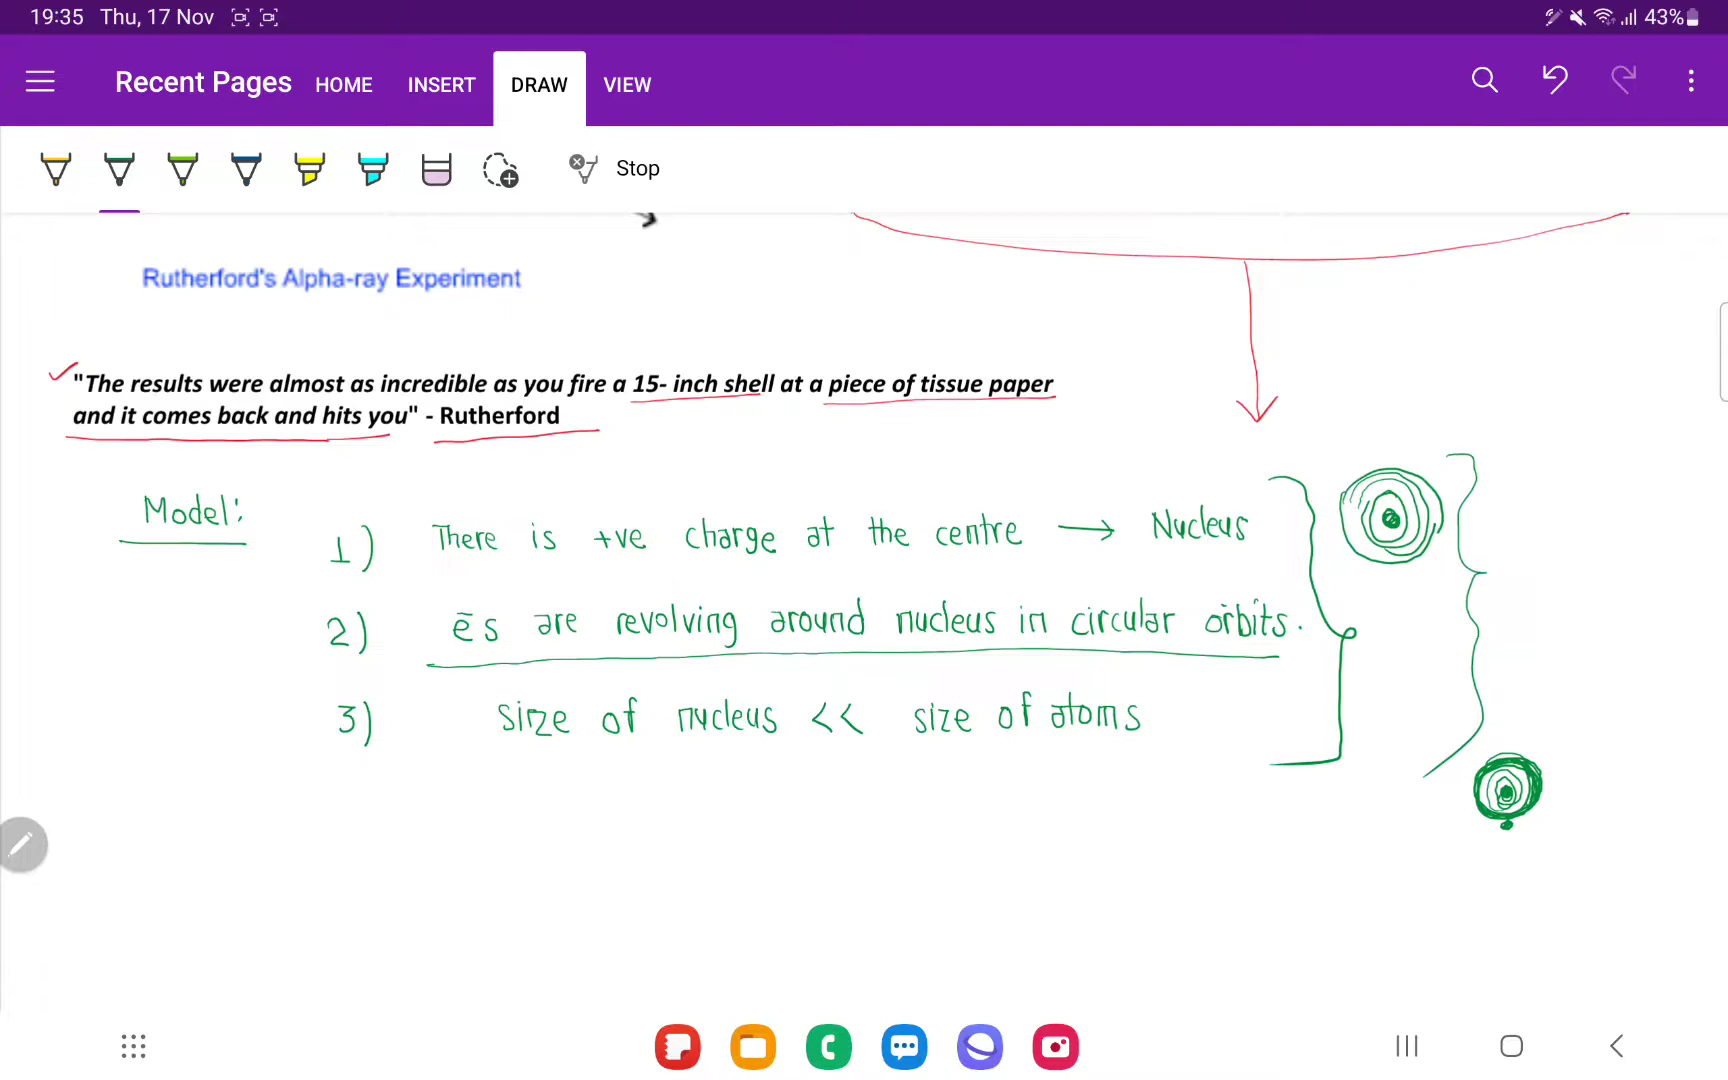 19:35 Thu, 17 Nov 43%
Recent Pages HOME INSERT DRAW VIEW
Stop
Rutherford's Alpha-ray Experiment
"The results were almost as incredible as you fire a 15- inch shell at a piece of tissue paper
and it comes back and hits you" - Rutherford
Model:
1) There is +ve charge at the centre → Nucleus
2) ēs are revolving around nucleus in circular orbits.
3) size of nucleus << size of atoms